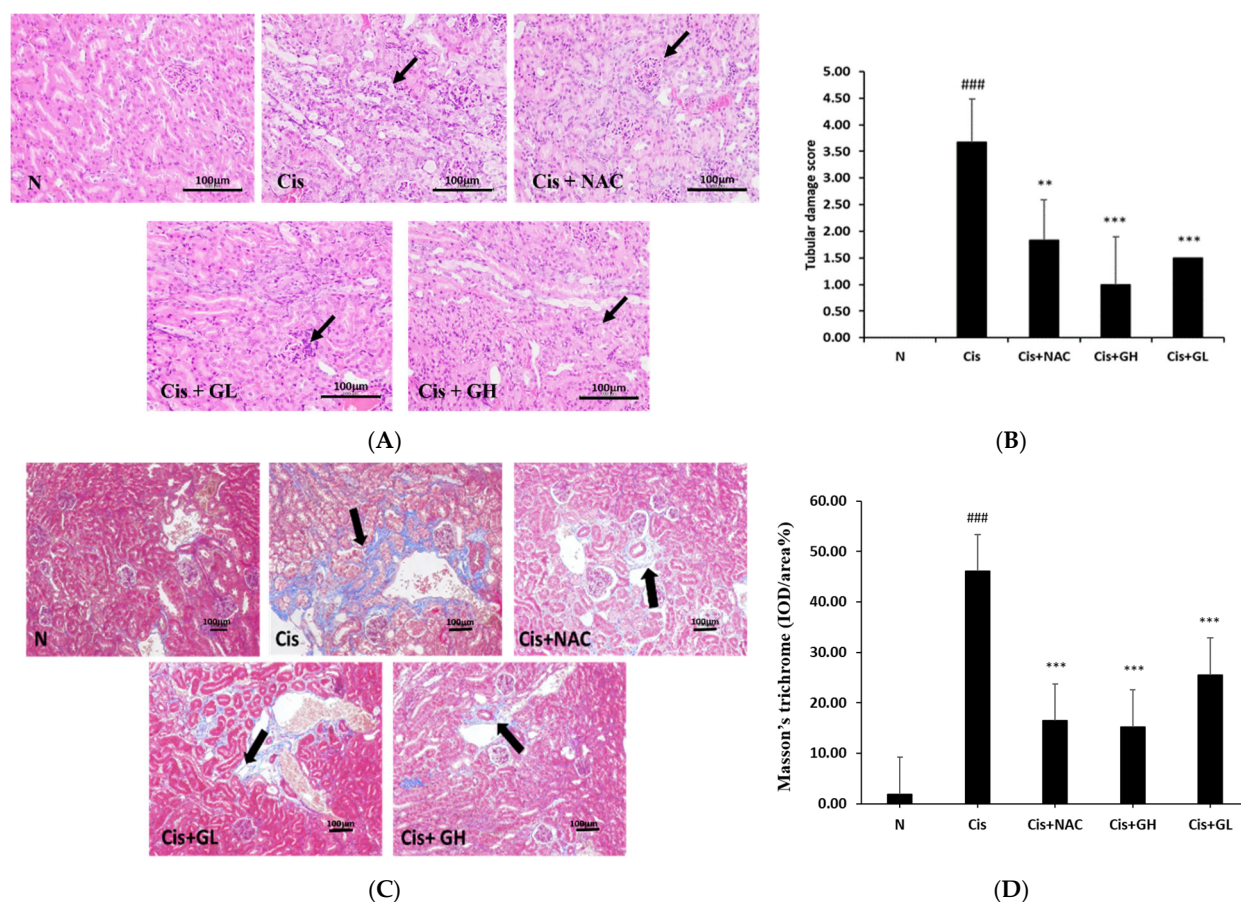 N
100μm
Cis
100μm
Cis + NAC
100μm
Cis + GL
100μm
Cis + GH
100μm
(A)
Tubular damage score
5.00
4.50
4.00
3.50
3.00
2.50
2.00
1.50
1.00
0.50
0.00
###
**
***
***
N Cis Cis+NAC Cis+GH Cis+GL
(B)
N
100μm
Cis
100μm
Cis+NAC
100μm
Cis+GL
100μm
Cis+ GH
100μm
(C)
Masson's trichrome (IOD/area%)
60.00
50.00
40.00
30.00
20.00
10.00
0.00
###
***
***
***
N Cis Cis+NAC Cis+GH Cis+GL
(D)